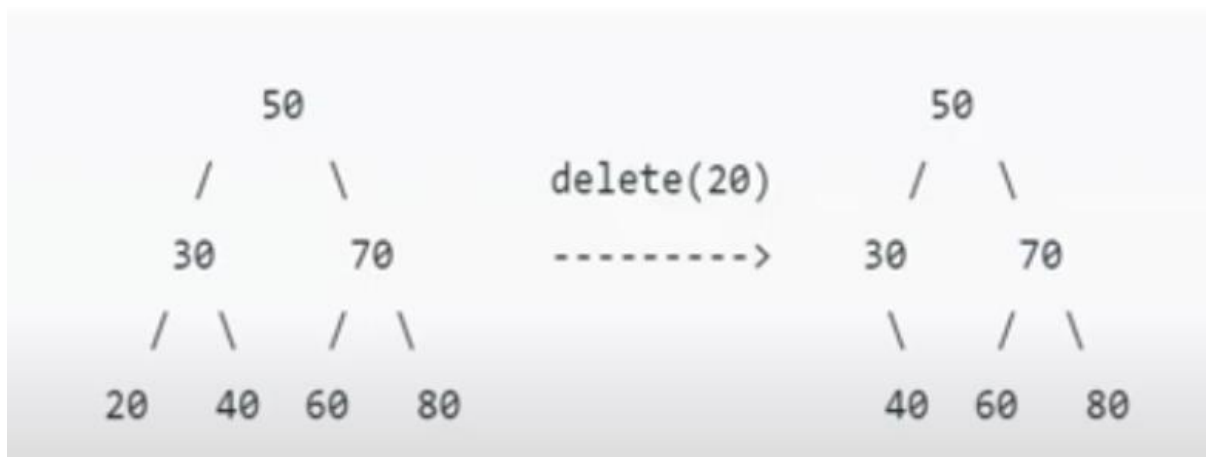 50 50
/ \ delete(20) / \
30 70 ---------> 30 70
/ \ / \ \ / \
20 40 60 80 40 60 80